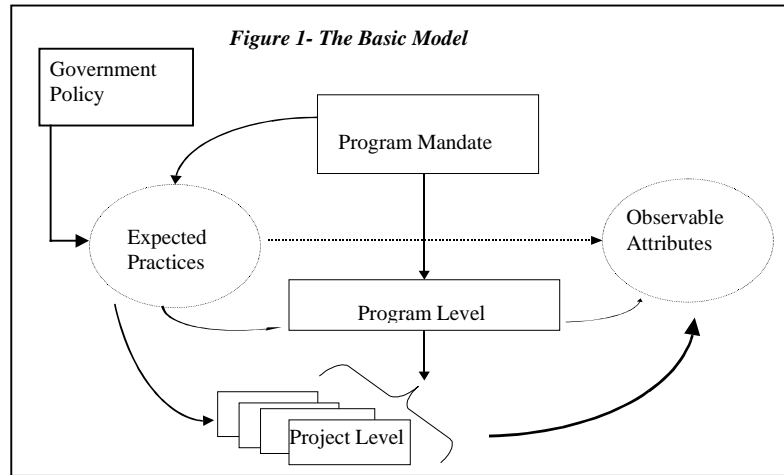 Figure 1- The Basic Model
Government
Policy
Program Mandate
Expected
Practices
Observable
Attributes
Program Level
Project Level